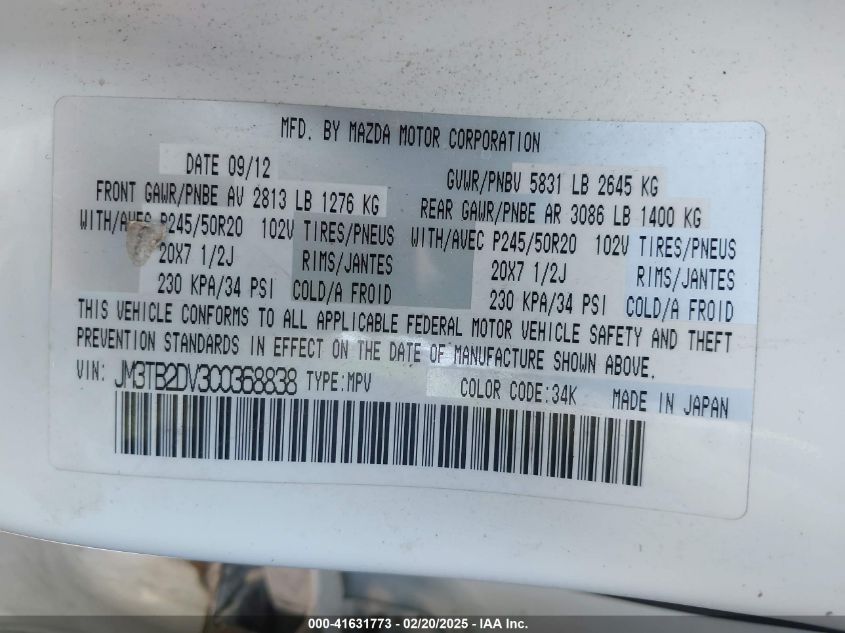 MFD. BY MAZDA MOTOR CORPORATION
DATE 09/12 GVWR/PNBV 5831 LB 2645 KG
FRONT GAWR/PNBE AV 2813 LB 1276 KG REAR GAWR/PNBE AR 3086 LB 1400 KG
WITH/AVEC P245/50R20 102V TIRES/PNEUS WITH/AVEC P245/50R20 102V TIRES/PNEUS
20X7 1/2J RIMS/JANTES 20X7 1/2J RIMS/JANTES
230 KPA/34 PSI COLD/A FROID 230 KPA/34 PSI COLD/A FROID
THIS VEHICLE CONFORMS TO ALL APPLICABLE FEDERAL MOTOR VEHICLE SAFETY AND THEFT
PREVENTION STANDARDS IN EFFECT ON THE DATE OF MANUFACTURE SHOWN ABOVE.
VIN: JM3TB2DV3C0368838 TYPE:MPV COLOR CODE:34K MADE IN JAPAN
000-41631773 - 02/20/2025 - IAA Inc.